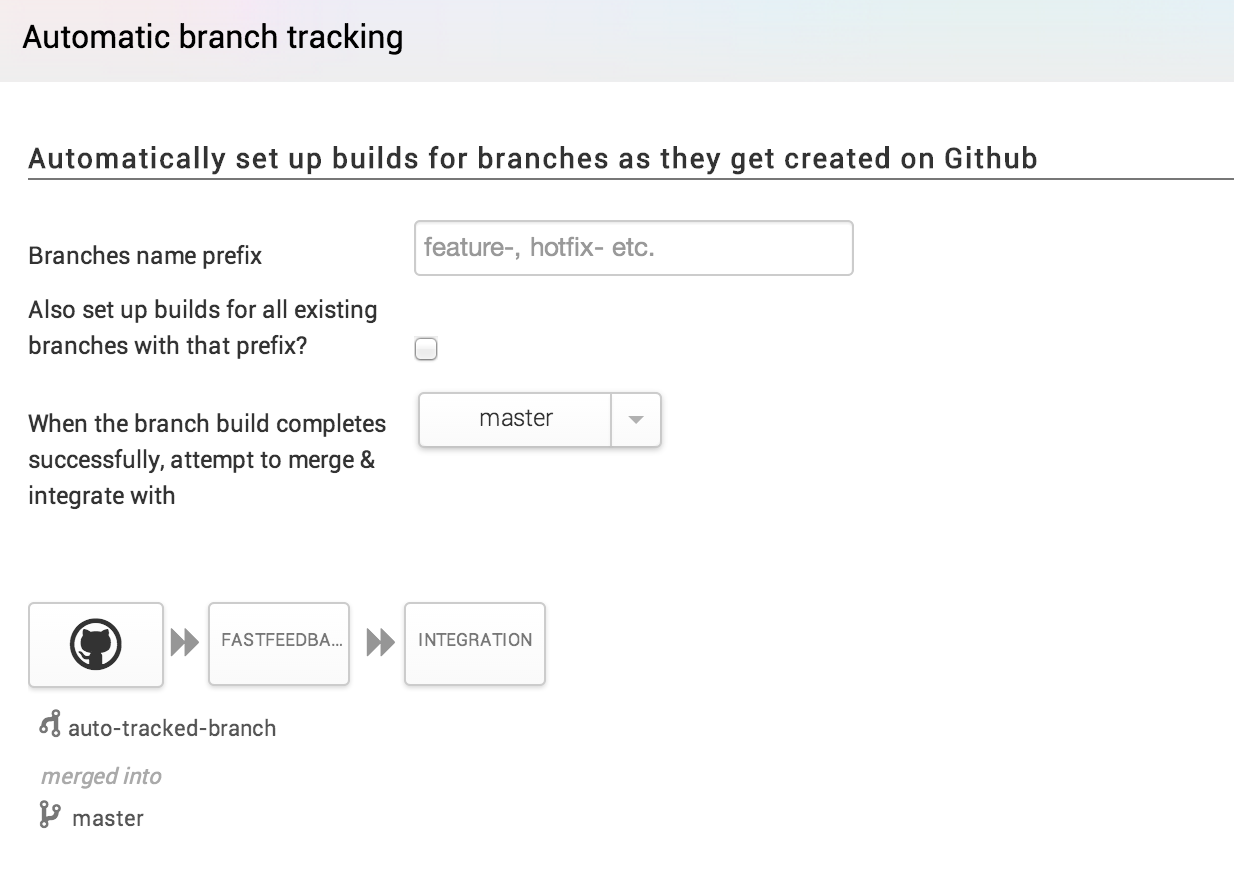 Automatic branch tracking
Automatically set up builds for branches as they get created on Github
Branches name prefix
feature-, hotfix- etc.
Also set up builds for all existing
branches with that prefix?
When the branch build completes
successfully, attempt to merge &
integrate with
master
FASTFEEDBA...
INTEGRATION
auto-tracked-branch
merged into
master